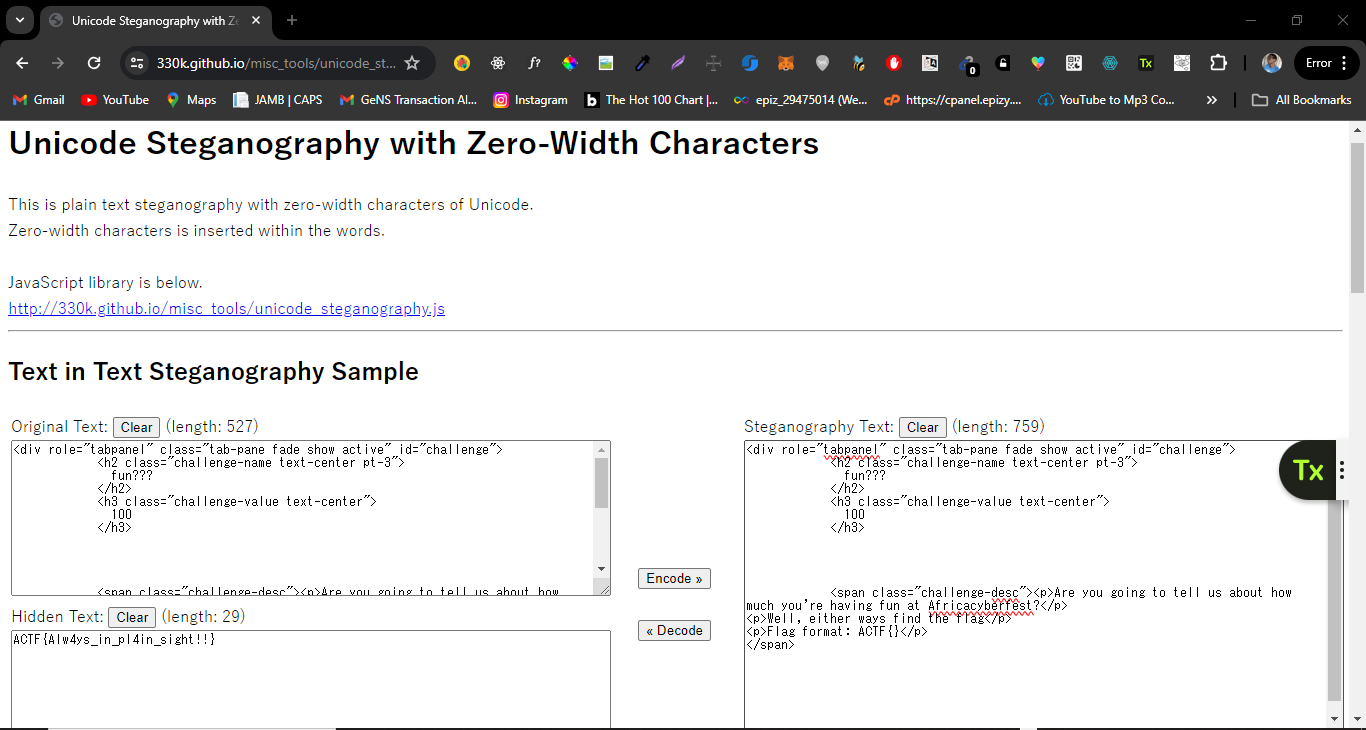 Unicode Steganography with Ze
330k.github.io/misc_tools/unicode_st...
Error
Gmail YouTube Maps JAMB | CAPS GeNS Transaction Al... Instagram The Hot 100 Chart |... epiz_29475014 (We... https://cpanel.epizy.... YouTube to Mp3 Co... » All Bookmarks
Unicode Steganography with Zero-Width Characters
This is plain text steganography with zero-width characters of Unicode.
Zero-width characters is inserted within the words.
JavaScript library is below.
http://330k.github.io/misc_tools/unicode_steganography.js
Text in Text Steganography Sample
Original Text: Clear (length: 527)
<div role="tabpanel" class="tab-pane fade show active" id="challenge">
<h2 class="challenge-name text-center pt-3">
fun???
</h2>
<h3 class="challenge-value text-center">
100
</h3>
<span class="challenge-desc"><p>Are you going to tell us about how
Hidden Text: Clear (length: 29)
ACTF{Alw4ys_in_pl4in_sight!!}
Encode »
« Decode
Steganography Text: Clear (length: 759)
<div role="tabpanel" class="tab-pane fade show active" id="challenge">
<h2 class="challenge-name text-center pt-3">
fun???
</h2>
<h3 class="challenge-value text-center">
100
</h3>
<span class="challenge-desc"><p>Are you going to tell us about how
much you're having fun at Africacyberfest?</p>
<p>Well, either ways find the flag</p>
<p>Flag format: ACTF{}</p>
</span>
Tx